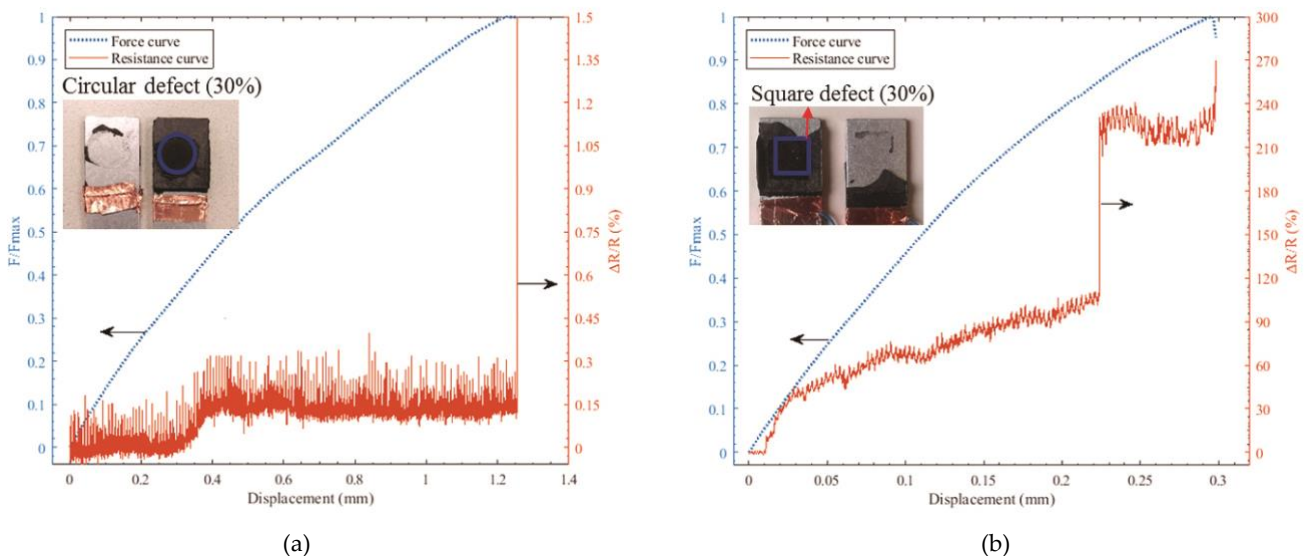 Force curve
Resistance curve
Circular defect (30%)
F/Fmax
1
0.9
0.8
0.7
0.6
0.5
0.4
0.3
0.2
0.1
0
1.5
1.35
1.2
1.05
0.9
0.75
0.6
0.45
0.3
0.15
0
ΔR/R (%)
0 0.2 0.4 0.6 0.8 1 1.2 1.4
Displacement (mm)
(a)
Force curve
Resistance curve
Square defect (30%)
F/Fmax
1
0.9
0.8
0.7
0.6
0.5
0.4
0.3
0.2
0.1
0
300
270
240
210
180
150
120
90
60
30
0
ΔR/R (%)
0 0.05 0.1 0.15 0.2 0.25 0.3
Displacement (mm)
(b)